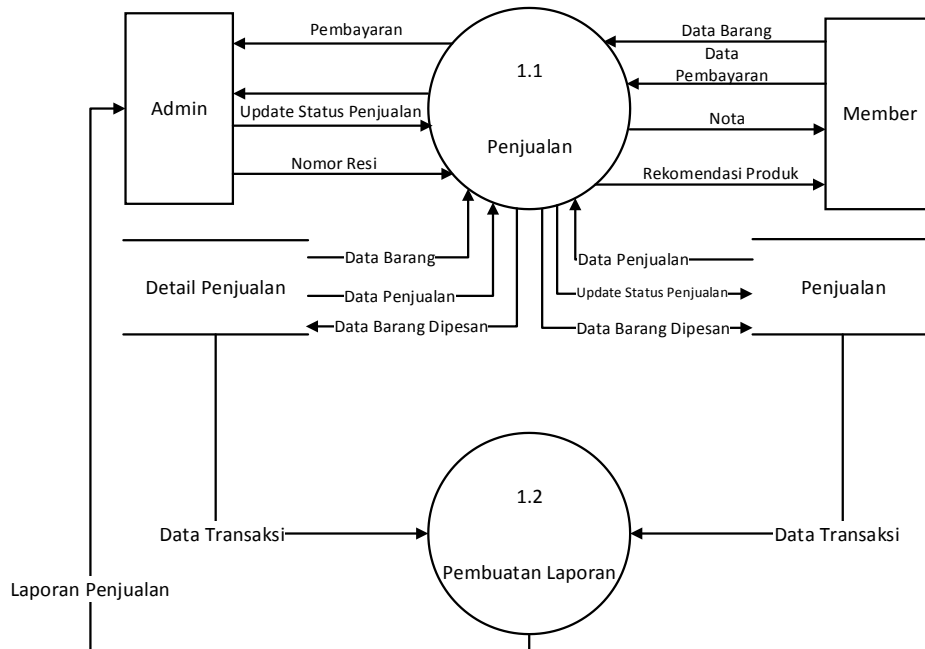 Pembayaran
1.1
Data Barang
Data
Pembayaran
Admin
Update Status Penjualan
Member
Nota
Penjualan
Nomor Resi
Rekomendasi Produk
Data Barang
Data Penjualan
Detail Penjualan
Penjualan
Data Penjualan
Update Status Penjualan
Data Barang Dipesan
Data Barang Dipesan
1.2
Data Transaksi
Data Transaksi
Pembuatan Laporan
Laporan Penjualan